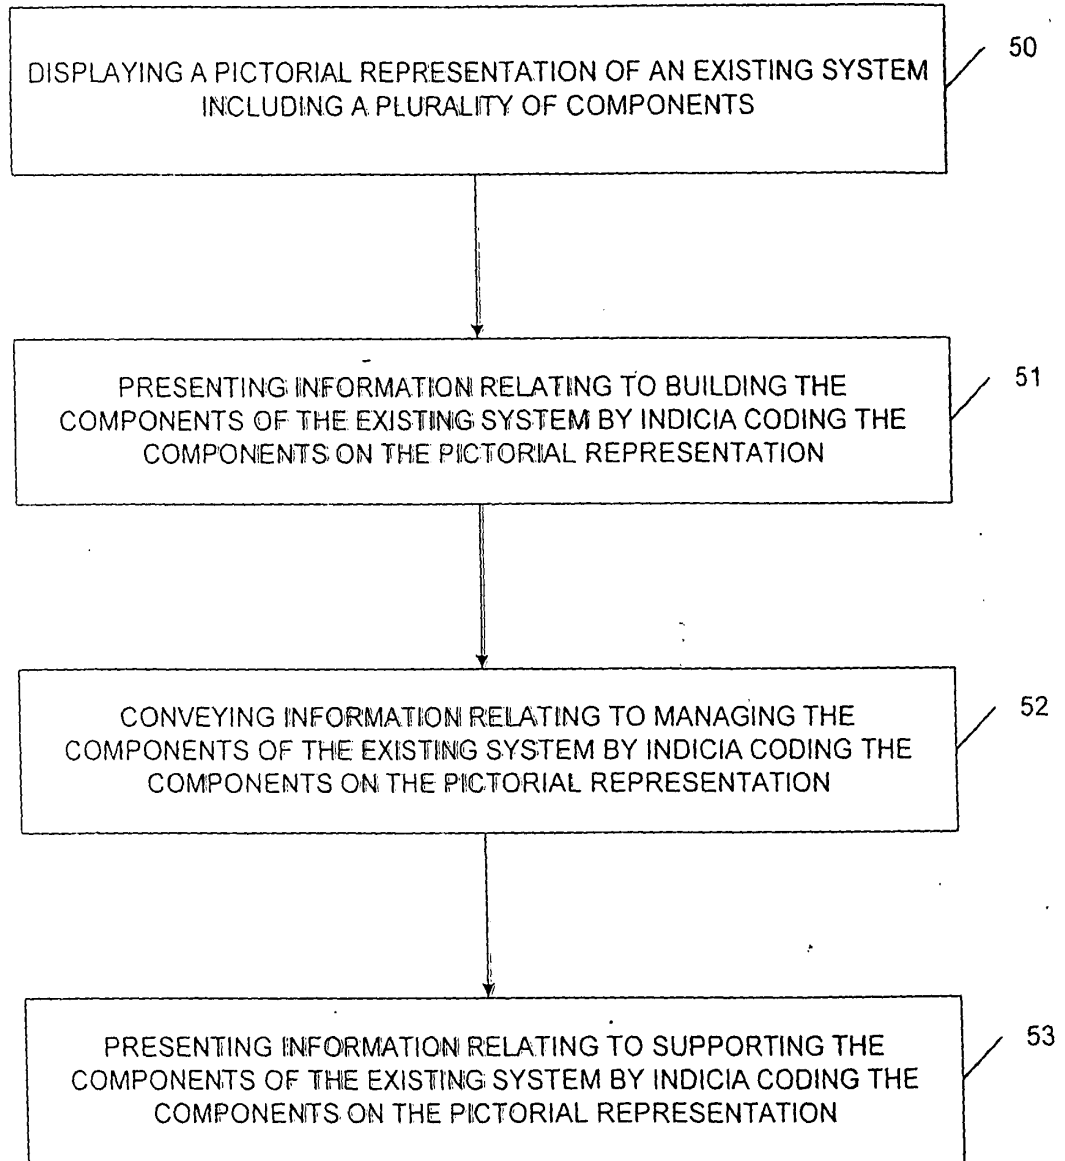 DISPLAYING A PICTORIAL REPRESENTATION OF AN EXISTING SYSTEM
INCLUDING A PLURALITY OF COMPONENTS
50
PRESENTING INFORMATION RELATING TO BUILDING THE
COMPONENTS OF THE EXISTING SYSTEM BY INDICIA CODING THE
COMPONENTS ON THE PICTORIAL REPRESENTATION
51
CONVEYING INFORMATION RELATING TO MANAGING THE
COMPONENTS OF THE EXISTING SYSTEM BY INDICIA CODING THE
COMPONENTS ON THE PICTORIAL REPRESENTATION
52
PRESENTING INFORMATION RELATING TO SUPPORTING THE
COMPONENTS OF THE EXISTING SYSTEM BY INDICIA CODING THE
COMPONENTS ON THE PICTORIAL REPRESENTATION
53